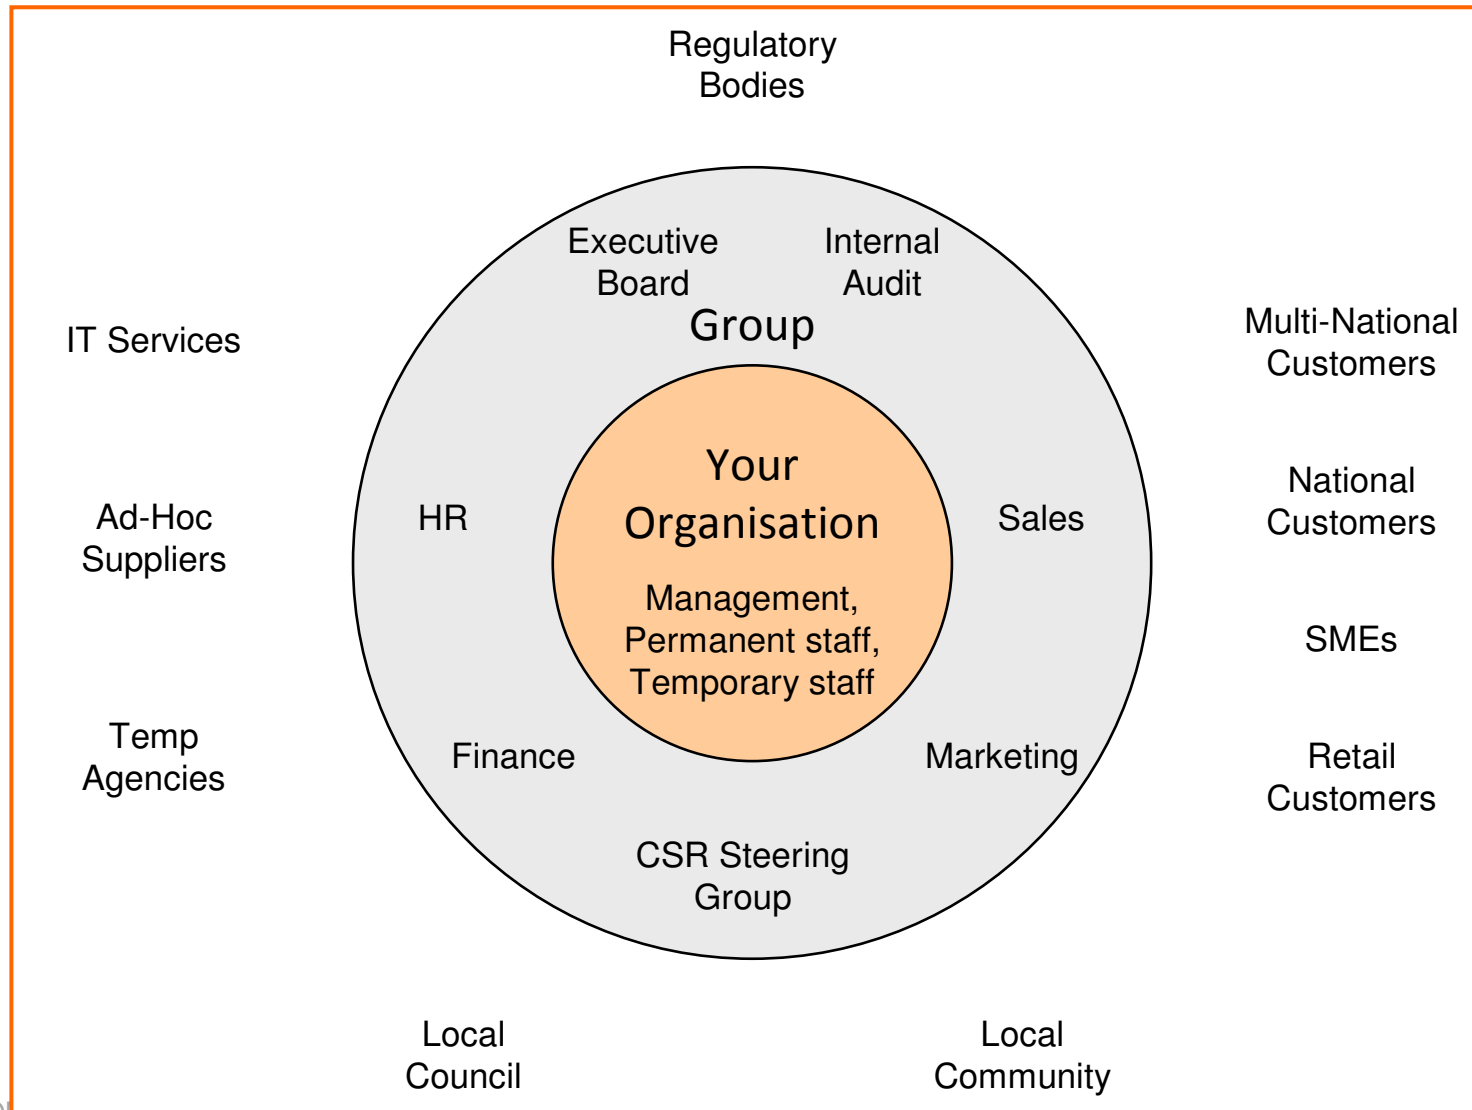 Regulatory
Bodies
Executive
Board
Internal
Audit
Group
IT Services
Multi-National
Customers
Your
Organisation
Management,
Permanent staff,
Temporary staff
HR
Sales
Ad-Hoc
Suppliers
National
Customers
SMEs
Temp
Agencies
Finance
Marketing
Retail
Customers
CSR Steering
Group
Local
Council
Local
Community